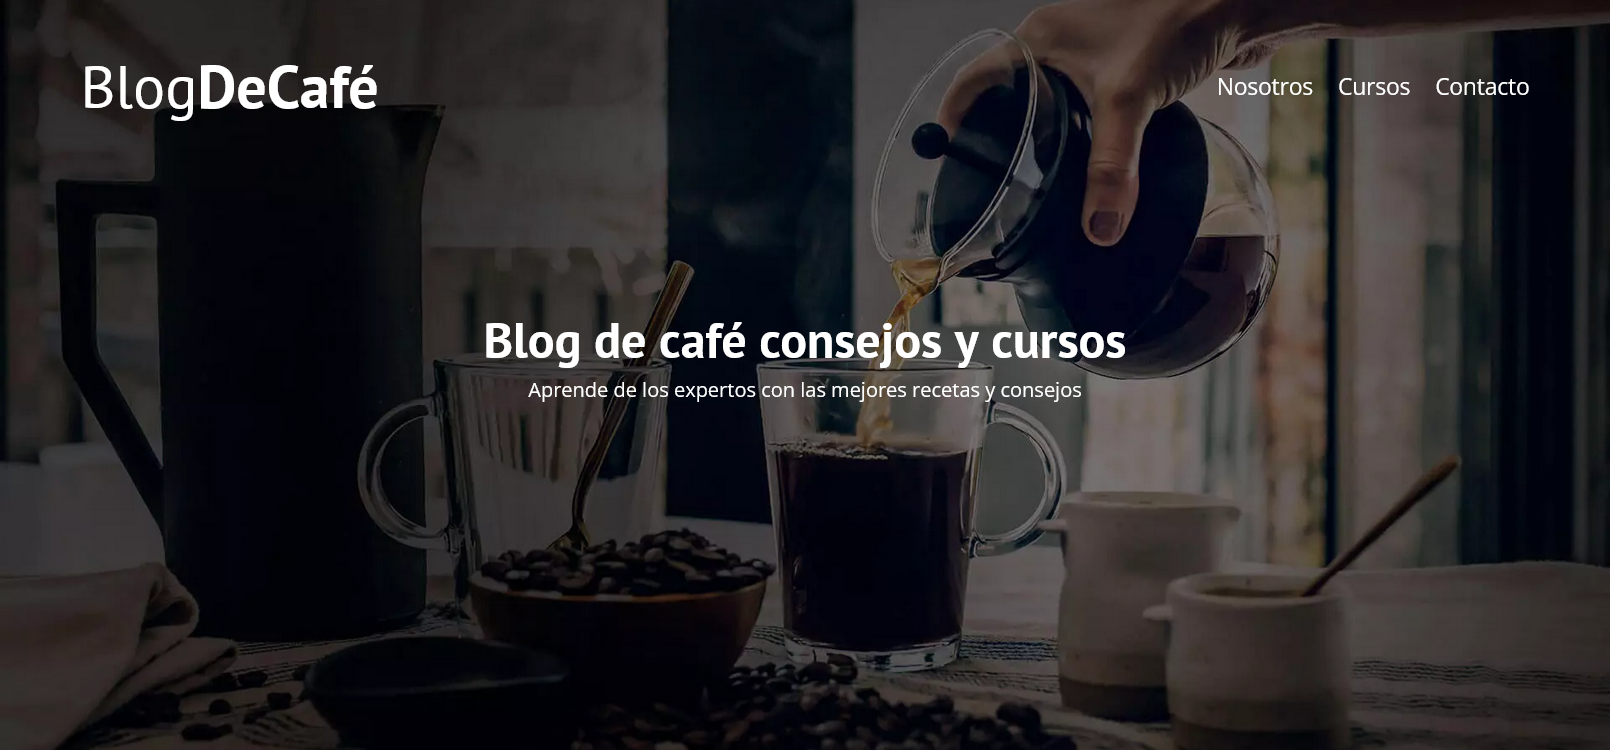 BlogDeCafé
Nosotros Cursos Contacto
Blog de café consejos y cursos
Aprende de los expertos con las mejores recetas y consejos